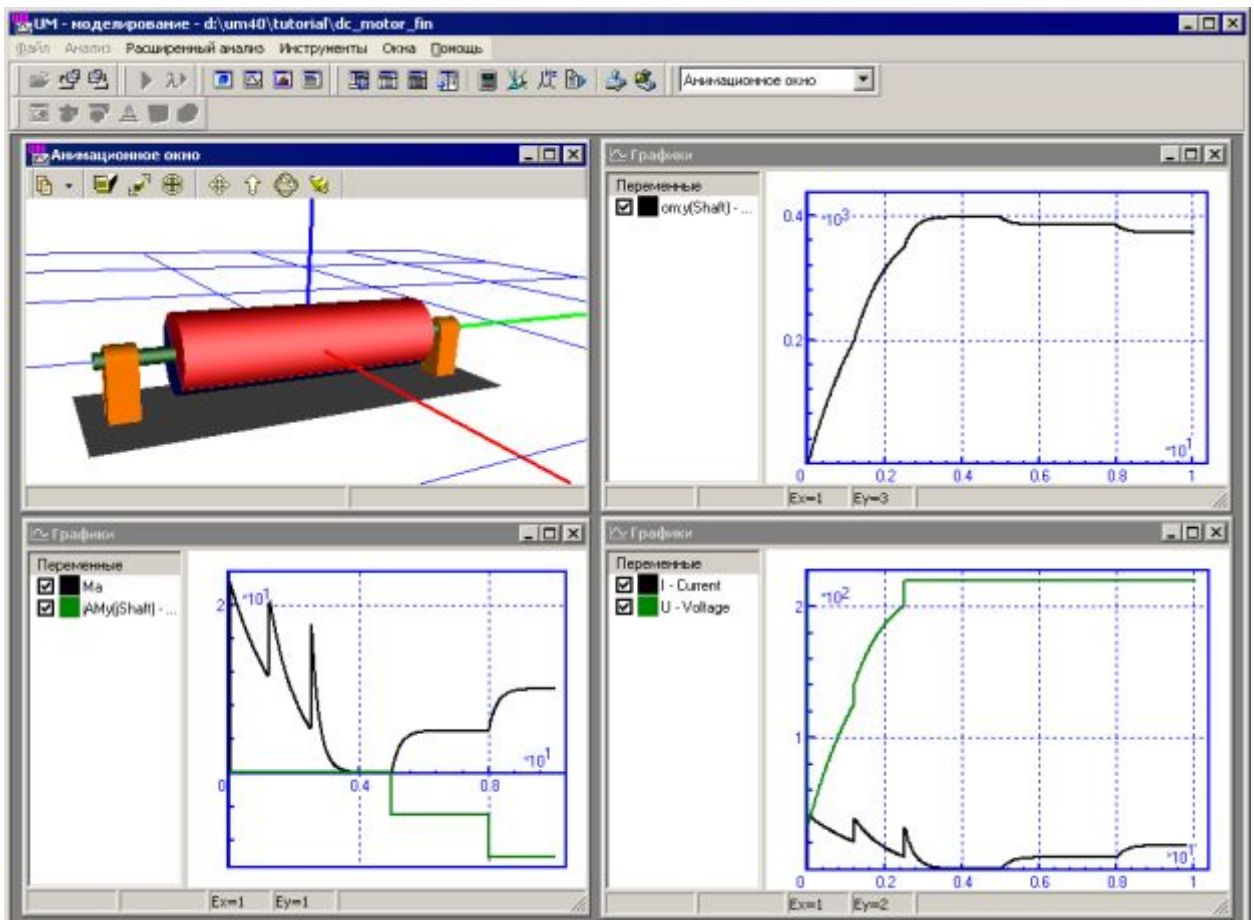 UM - моделирование - d:\um40\tutorial\dc_motor_fin
Файл Анализ Расширенный анализ Инструменты Окна Помощь
Анимационное окно
Анимационное окно
Графики
Переменные
om:y(Shaft) - ...
0.4
*10³
0.2
*10¹
0 0.2 0.4 0.6 0.8 1
Ex=1 Ey=3
Графики
Переменные
Ma
jAMy(jShaft) - ...
2
*10¹
*10¹
0 0.4 0.8
Ex=1 Ey=1
Графики
Переменные
I - Current
U - Voltage
2
*10²
1
*10¹
0 0.2 0.4 0.6 0.8 1
Ex=1 Ey=2